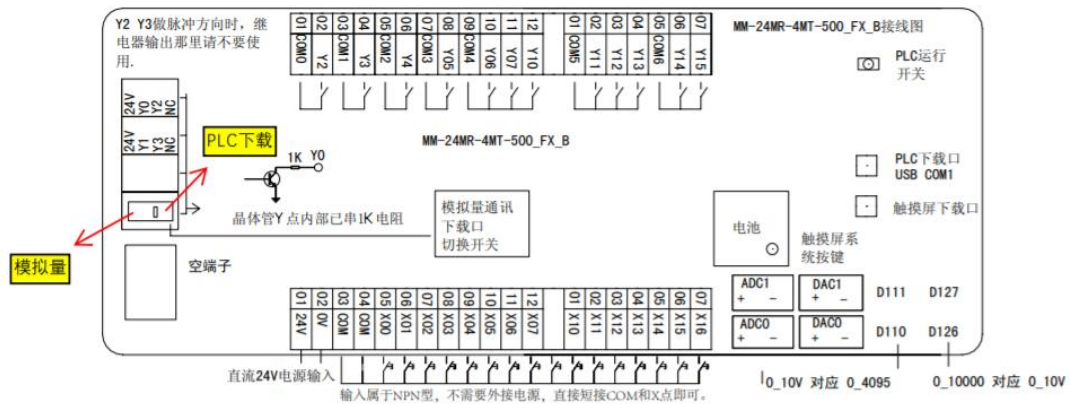 Y2 Y3做脉冲方向时，继
电器输出那里请不要使
用.
01 COM0
02 Y2
03 COM1
04 Y3
05 COM2
06 Y4
07 COM3
08 Y05
09 COM4
10 Y06
11 Y07
12 Y10
01 COM5
02 Y11
03 Y12
04 Y13
05 COM6
06 Y14
07 Y15
MM-24MR-4MT-500_FX_B接线图
PLC运行
开关
24V
Y0
Y2
NC
24V
Y1
Y3
NC
PLC下载
1K Y0
MM-24MR-4MT-500_FX_B
晶体管Y点内部已串1K电阻
模拟量通讯
下载口
切换开关
电池
触摸屏系
统按键
PLC下载口
USB COM1
触摸屏下载口
模拟量
空端子
ADC1
+ -
DAC1
+ -
D111 D127
ADC0
+ -
DAC0
+ -
D110 D126
01 24V
02 0V
03 COM
04 COM
05 X00
06 X01
07 X02
08 X03
09 X04
10 X05
11 X06
12 X07
01 X10
02 X11
03 X12
04 X13
05 X14
06 X15
07 X16
直流24V电源输入
输入属于NPN型，不需要外接电源，直接短接COM和X点即可。
0_10V 对应 0_4095
0_10000 对应 0_10V